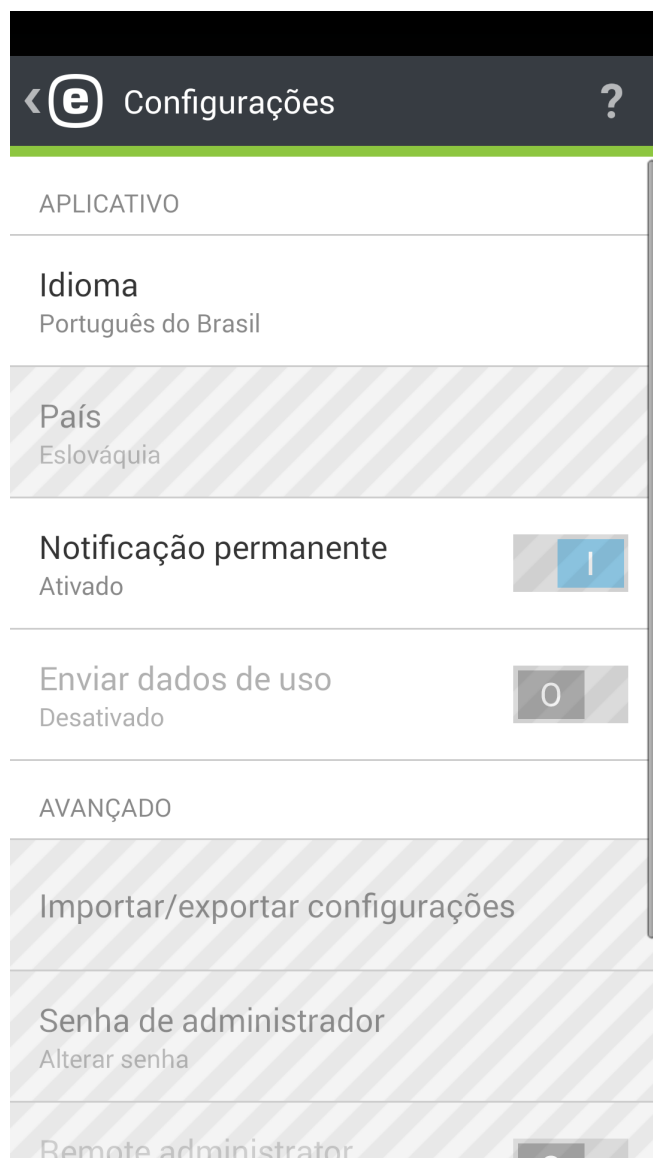 e Configurações ?
APLICATIVO
Idioma
Português do Brasil
País
Eslováquia
Notificação permanente
Ativado
I
Enviar dados de uso
Desativado
O
AVANÇADO
Importar/exportar configurações
Senha de administrador
Alterar senha
Remote administrator